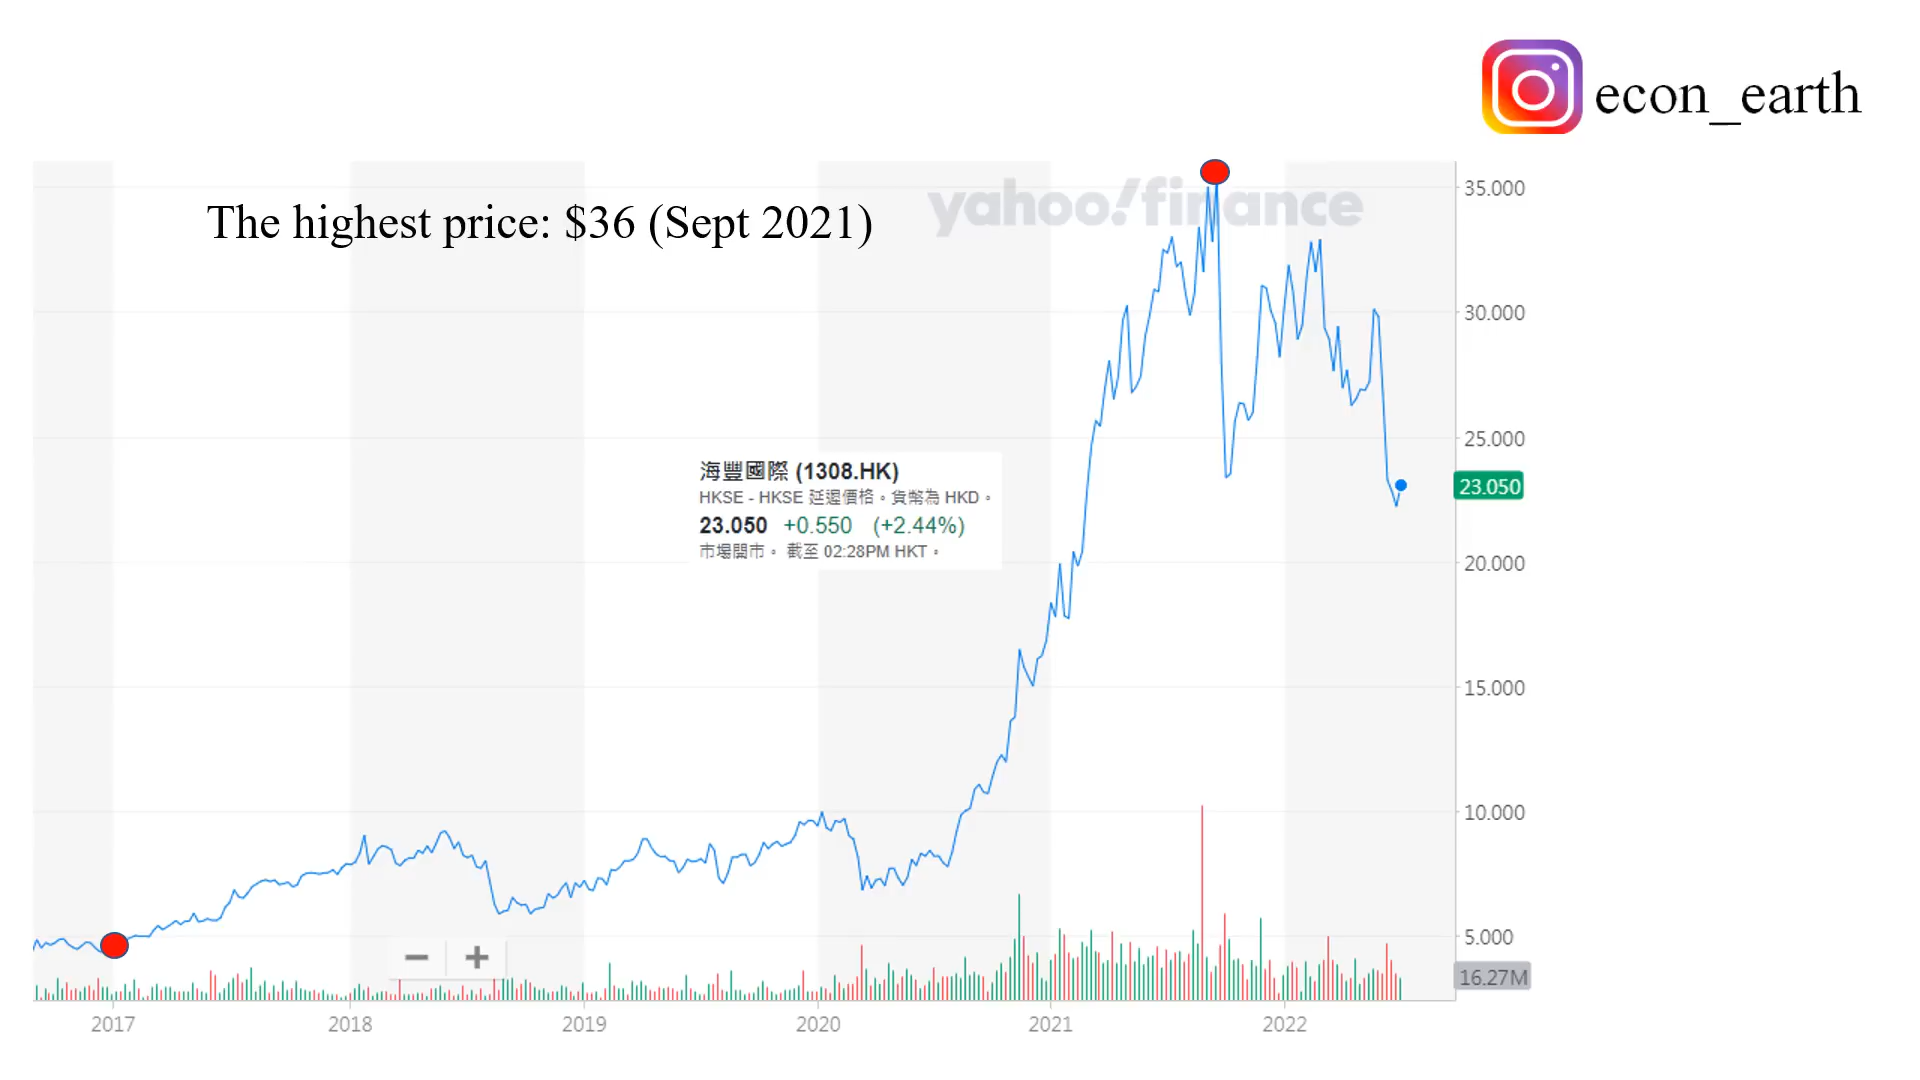 econ_earth
yahoo!finance
The highest price: $36 (Sept 2021)
35.000
30.000
25.000
海豐國際 (1308.HK)
HKSE - HKSE 延遲價格。貨幣為 HKD。
23.050 +0.550 (+2.44%)
市場開市。 截至 02:28PM HKT。
23.050
20.000
15.000
10.000
5.000
16.27M
2017 2018 2019 2020 2021 2022